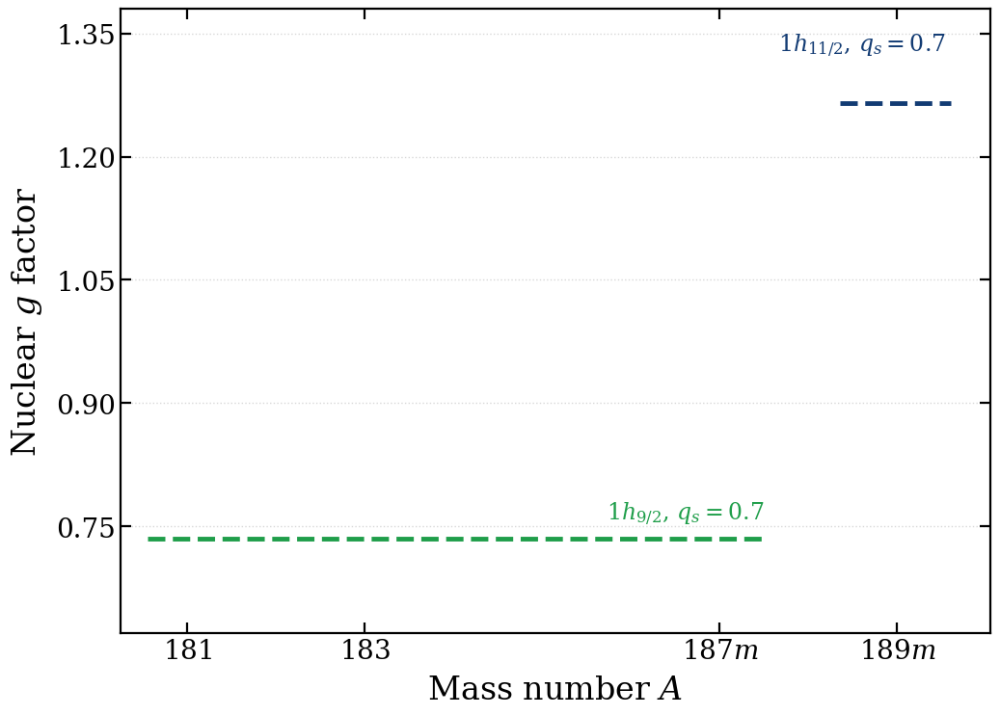 1.35
1h₁₁/₂, qₛ = 0.7
1.20
1.05
0.90
1h₉/₂, qₛ = 0.7
0.75
Nuclear g factor
181 183 187m 189m
Mass number A